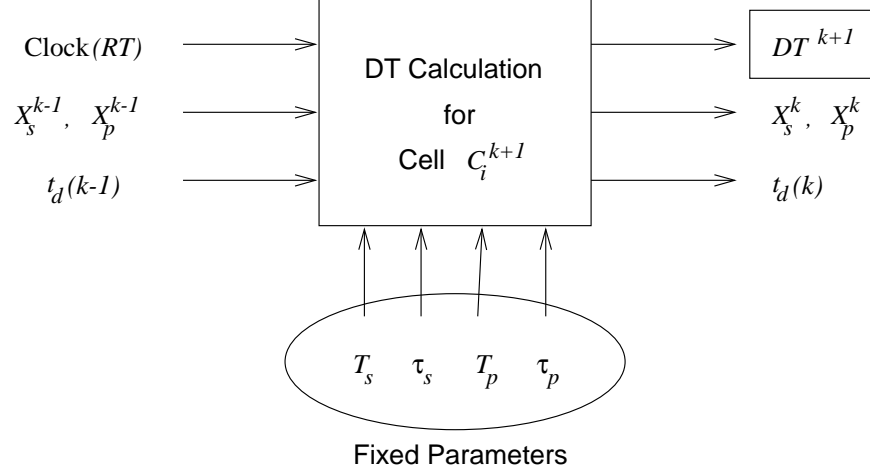 Clock(RT)
DT Calculation
for
Cell C_i^{k+1}
DT^{k+1}
X_s^{k-1}, X_p^{k-1}
X_s^k, X_p^k
t_d(k-1)
t_d(k)
T_s τ_s T_p τ_p
Fixed Parameters